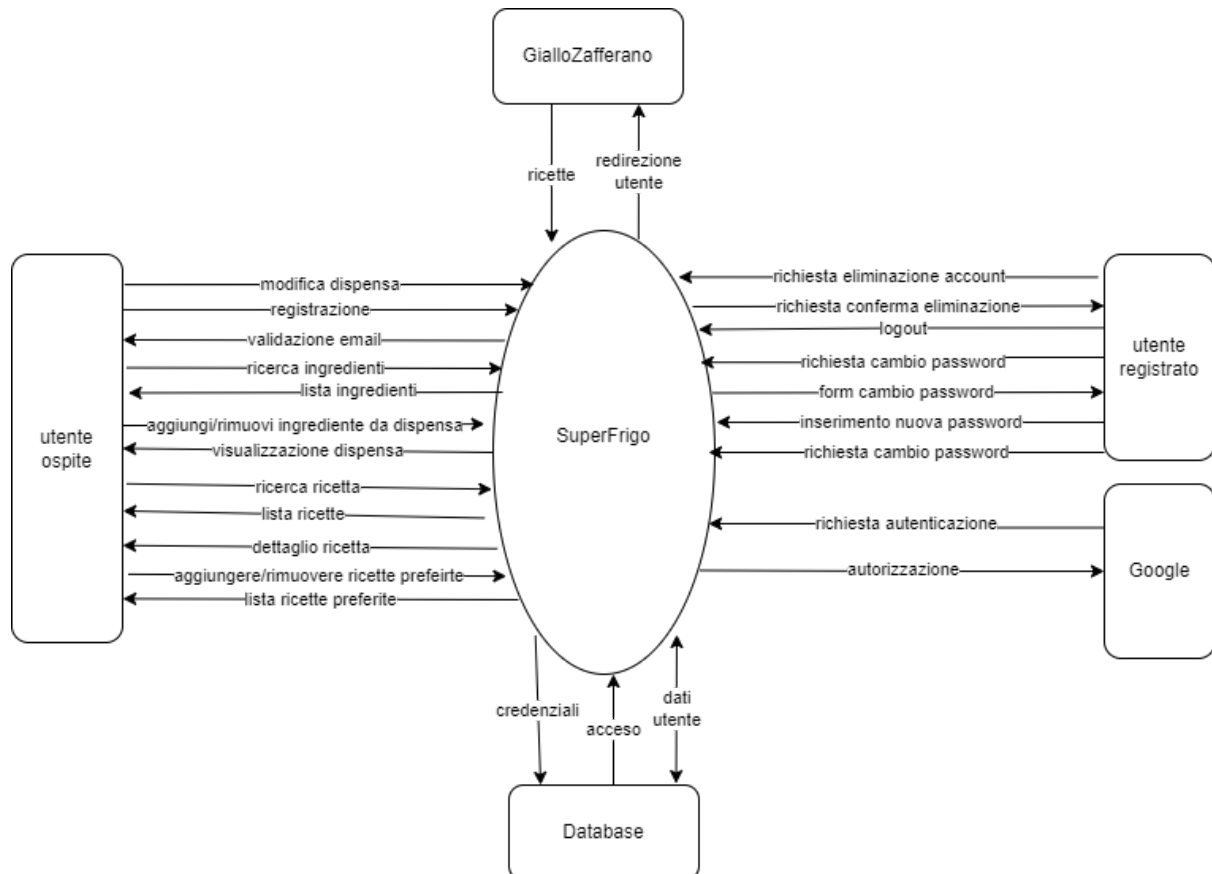 GialloZafferano
ricette
redirezione
utente
modifica dispensa
registrazione
validazione email
ricerca ingredienti
lista ingredienti
aggiungi/rimuovi ingrediente da dispensa
visualizzazione dispensa
ricerca ricetta
lista ricette
dettaglio ricetta
aggiungere/rimuovere ricette prefeirte
lista ricette preferite
utente
ospite
SuperFrigo
richiesta eliminazione account
richiesta conferma eliminazione
logout
richiesta cambio password
form cambio password
inserimento nuova password
richiesta cambio password
utente
registrato
richiesta autenticazione
autorizzazione
Google
credenziali
acceso
dati
utente
Database